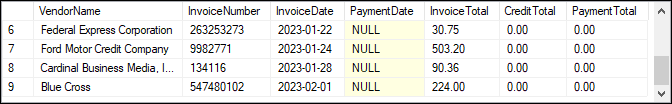 VendorName InvoiceNumber InvoiceDate PaymentDate InvoiceTotal CreditTotal PaymentTotal
6 Federal Express Corporation 263253273 2023-01-22 NULL 30.75 0.00 0.00
7 Ford Motor Credit Company 9982771 2023-01-24 NULL 503.20 0.00 0.00
8 Cardinal Business Media, I... 134116 2023-01-28 NULL 90.36 0.00 0.00
9 Blue Cross 547480102 2023-02-01 NULL 224.00 0.00 0.00